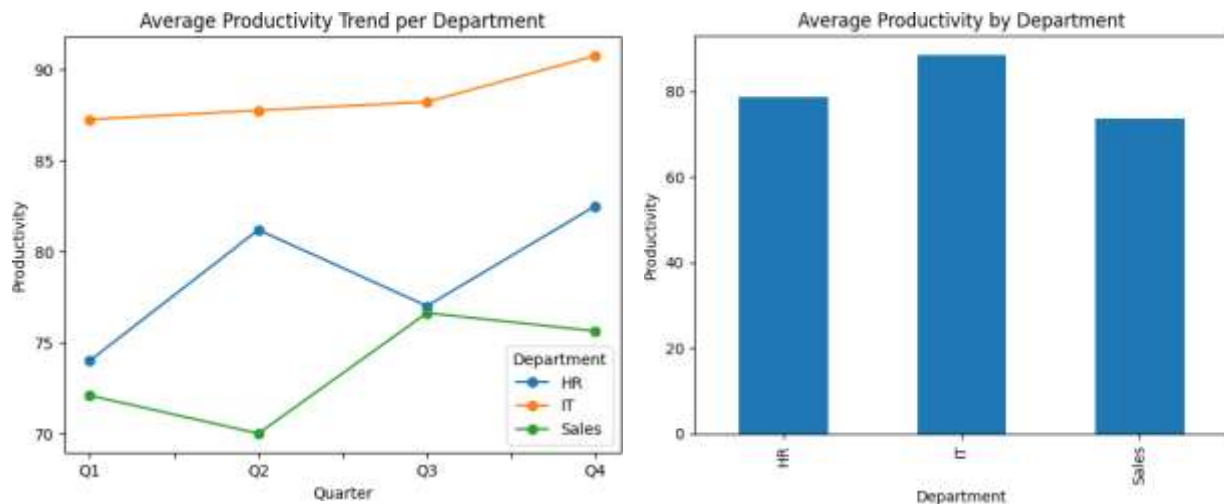 Average Productivity Trend per Department
Productivity
90
85
80
75
70
Q1 Q2 Q3 Q4
Quarter
Department
HR
IT
Sales
Average Productivity by Department
Productivity
80
60
40
20
0
HR IT Sales
Department